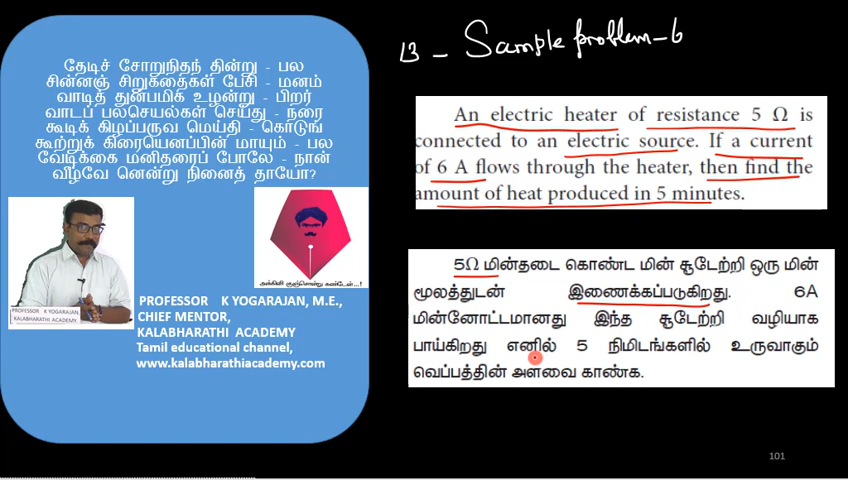 13 - Sample problem-6
தேடிச் சோறுநிதந் தின்று - பல
சின்னஞ் சிறுகதைகள் பேசி - மனம்
வாடித் துன்பமிக உழன்று - பிறர்
வாடப் பலசெயல்கள் செய்து - நரை
கூடிக் கிழப்பருவ மெய்தி - கொடுங்
கூற்றுக் கிரையெனப்பின் மாயும் - பல
வேடிக்கை மனிதரைப் போலே - நான்
வீழ்வே னென்று நினைத் தாயோ?
PROFESSOR K YOGARAJAN, M.E.,
KALABHARATHI ACADEMY
அக்கினி குஞ்சொன்று கண்டேன்...!
PROFESSOR K YOGARAJAN, M.E.,
CHIEF MENTOR,
KALABHARATHI ACADEMY
Tamil educational channel,
www.kalabharathiacademy.com
An electric heater of resistance 5 Ω is
connected to an electric source. If a current
of 6 A flows through the heater, then find the
amount of heat produced in 5 minutes.
5Ω மின்தடை கொண்ட மின் சூடேற்றி ஒரு மின்
மூலத்துடன் இணைக்கப்படுகிறது. 6A
மின்னோட்டமானது இந்த சூடேற்றி வழியாக
பாய்கிறது எனில் 5 நிமிடங்களில் உருவாகும்
வெப்பத்தின் அளவை காண்க.
101